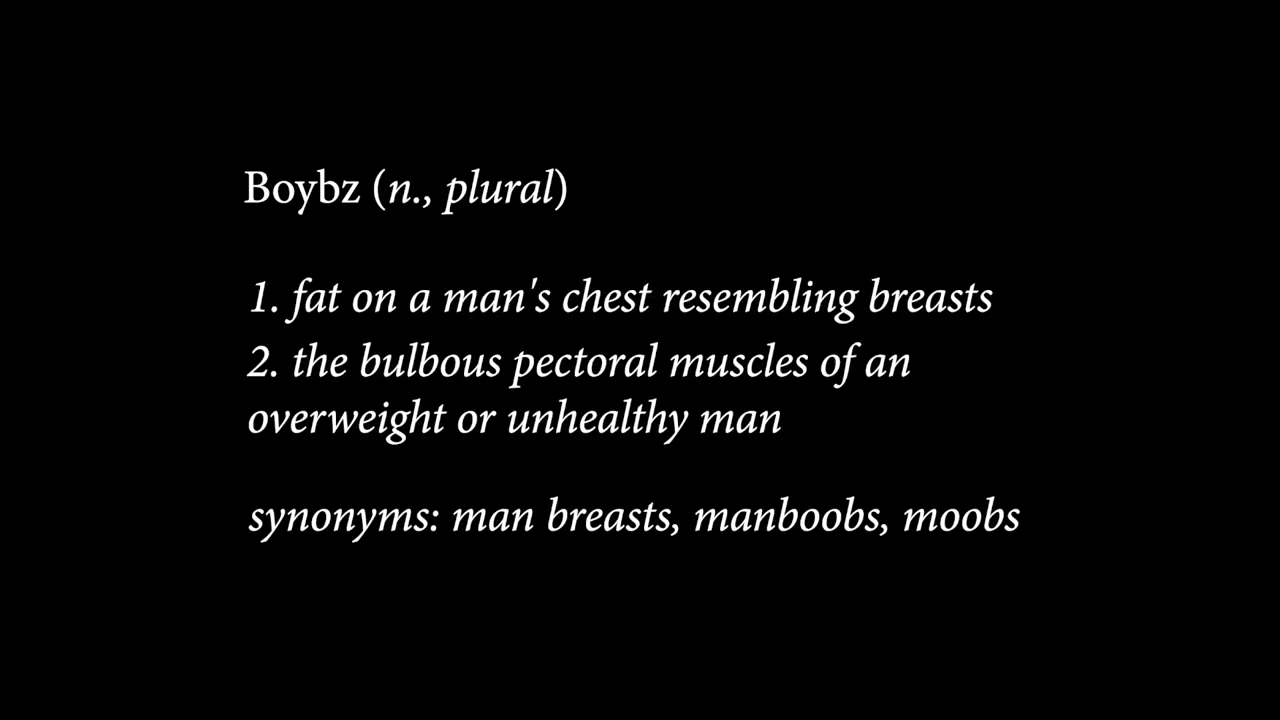 Boybz (n., plural)
1. fat on a man's chest resembling breasts
2. the bulbous pectoral muscles of an
overweight or unhealthy man
synonyms: man breasts, manboobs, moobs